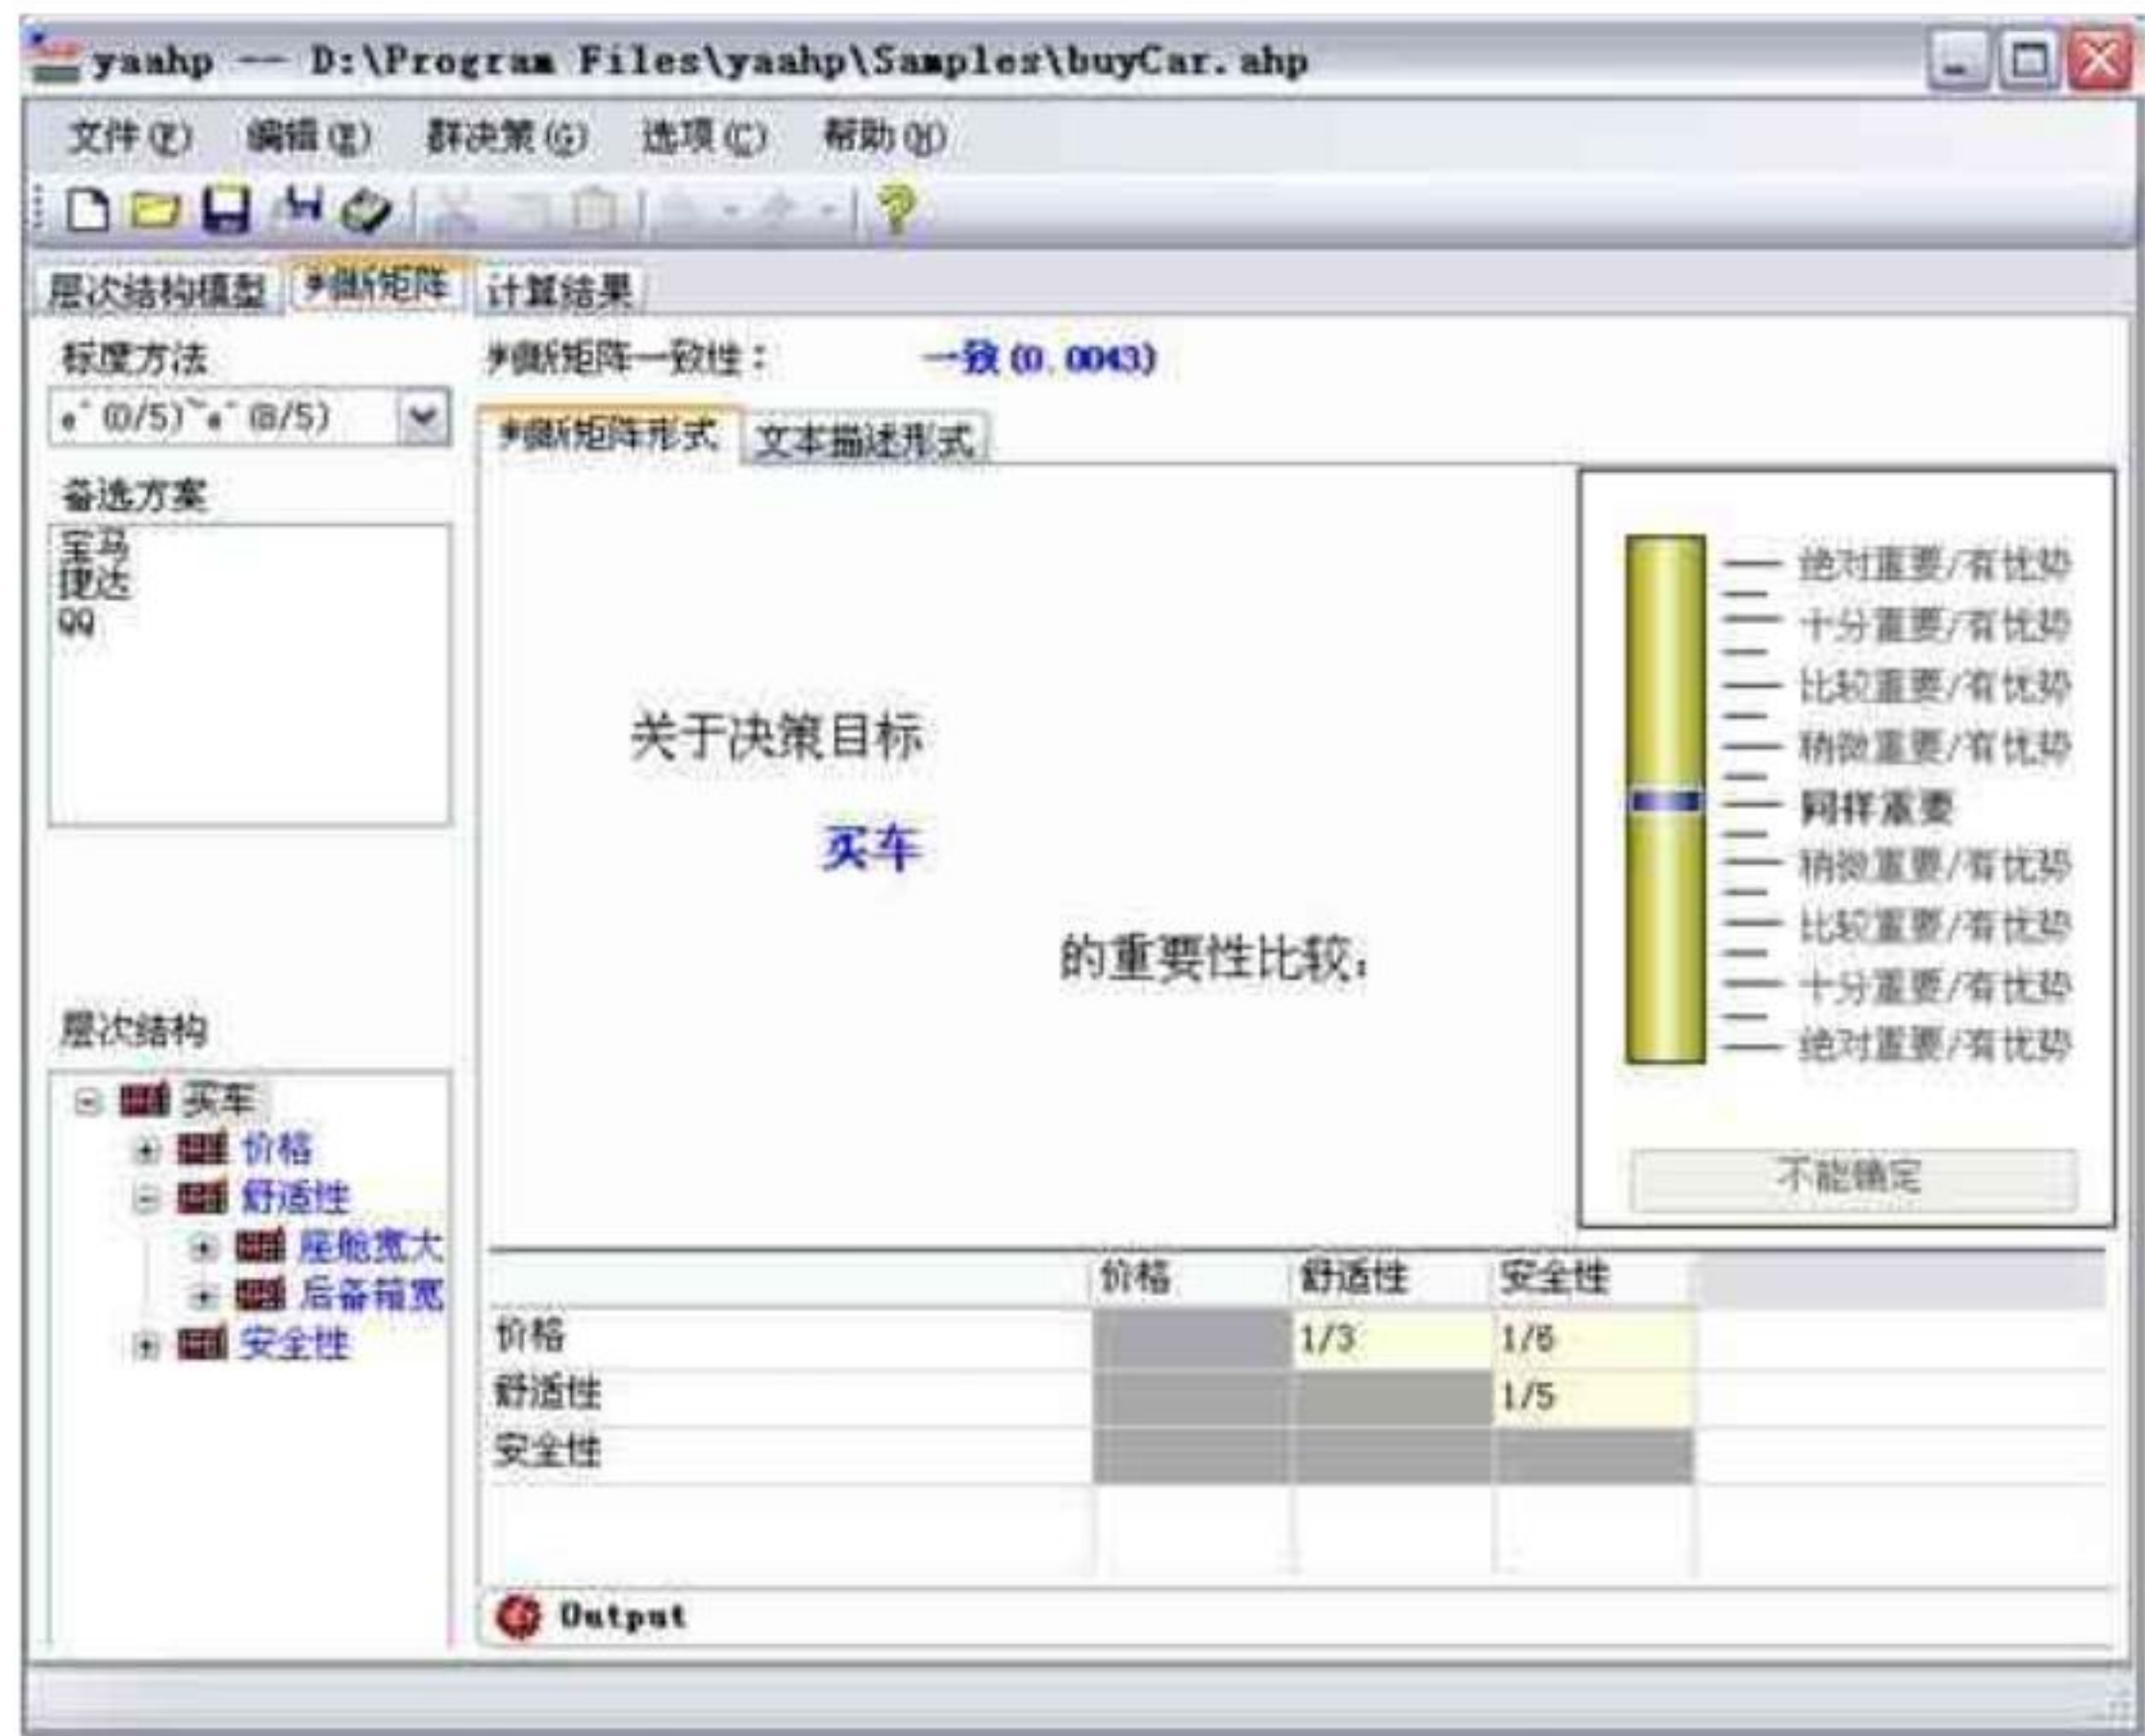 yaahp -- D:\Program Files\yaahp\Samples\buyCar.ahp
文件(F) 编辑(E) 群决策(G) 选项(C) 帮助(H)
层次结构模型 判断矩阵 计算结果
标度方法
e^(0/5)~e^(8/5)
判断矩阵一致性: 一致(0.0043)
判断矩阵形式 文本描述形式
备选方案
宝马
捷达
QQ
关于决策目标
买车
的重要性比较:
绝对重要/有优势
十分重要/有优势
比较重要/有优势
稍微重要/有优势
同样重要
稍微重要/有优势
比较重要/有优势
十分重要/有优势
绝对重要/有优势
不能确定
层次结构
买车
价格
舒适性
座舱宽大
后备箱宽
安全性
价格 舒适性 安全性
价格 1/3 1/6
舒适性 1/5
安全性
Output